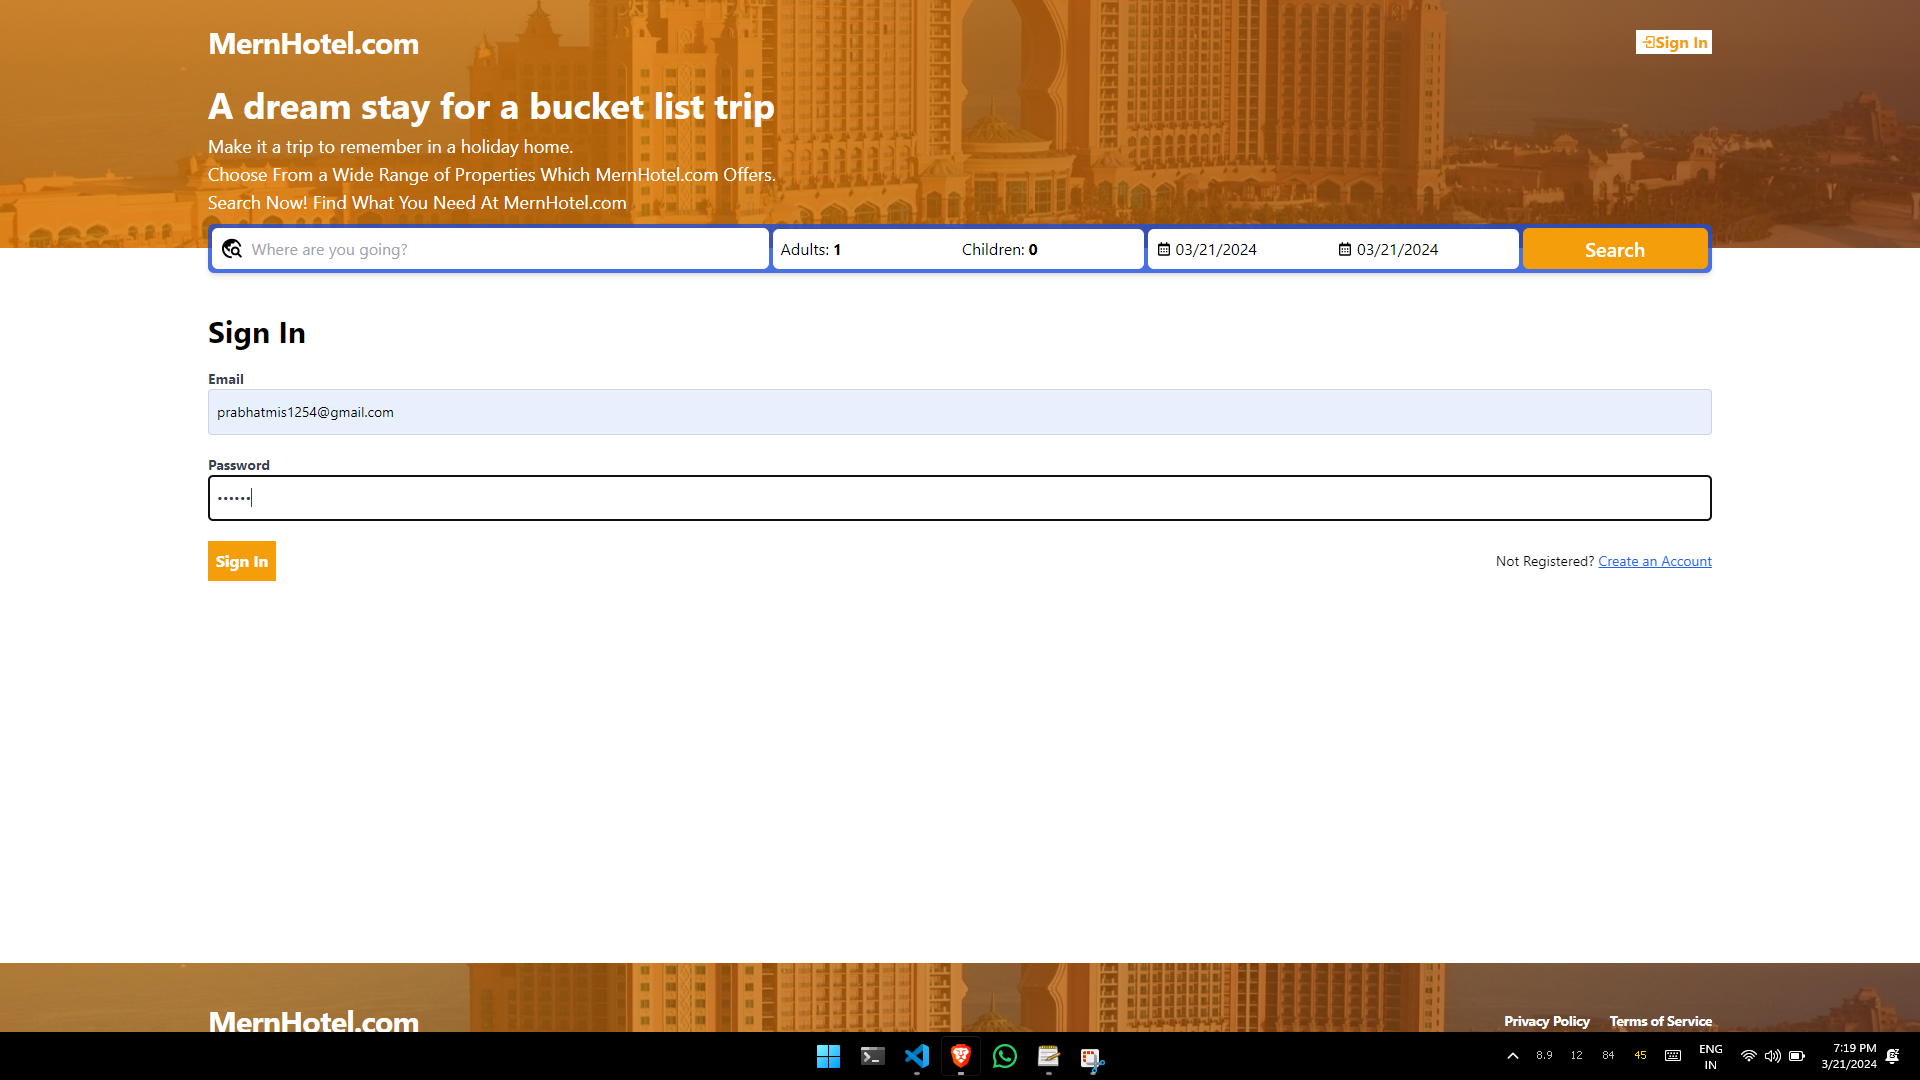 MernHotel.com
Sign In
A dream stay for a bucket list trip
Make it a trip to remember in a holiday home.
Choose From a Wide Range of Properties Which MernHotel.com Offers.
Search Now! Find What You Need At MernHotel.com
Where are you going? Adults: 1 Children: 0 03/21/2024 03/21/2024 Search
Sign In
Email
prabhatmis1254@gmail.com
Password
••••••
Sign In Not Registered? Create an Account
MernHotel.com Privacy Policy Terms of Service
8.9 12 84 45 ENG IN 7:19 PM
3/21/2024